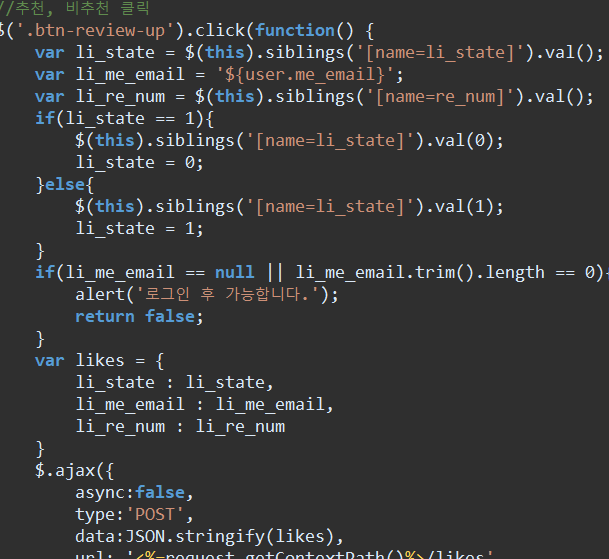 //추천, 비추천 클릭
$('.btn-review-up').click(function() {
    var li_state = $(this).siblings('[name=li_state]').val();
    var li_me_email = '${user.me_email}';
    var li_re_num = $(this).siblings('[name=re_num]').val();
    if(li_state == 1){
        $(this).siblings('[name=li_state]').val(0);
        li_state = 0;
    }else{
        $(this).siblings('[name=li_state]').val(1);
        li_state = 1;
    }
    if(li_me_email == null || li_me_email.trim().length == 0){
        alert('로그인 후 가능합니다.');
        return false;
    }
    var likes = {
        li_state : li_state,
        li_me_email : li_me_email,
        li_re_num : li_re_num
    }
    $.ajax({
        async:false,
        type:'POST',
        data:JSON.stringify(likes),
        url: '<%=request.getContextPath()%>/likes'